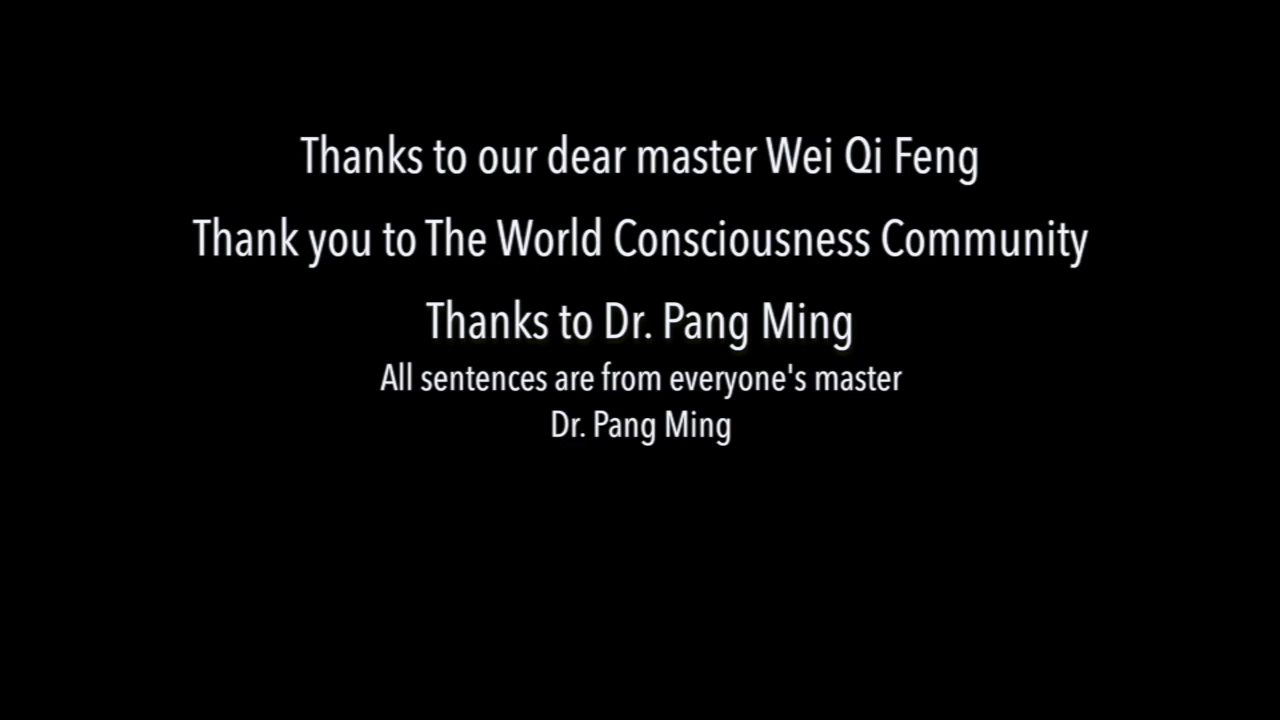 Thanks to our dear master Wei Qi Feng
Thank you to The World Consciousness Community
Thanks to Dr. Pang Ming
All sentences are from everyone's master
Dr. Pang Ming